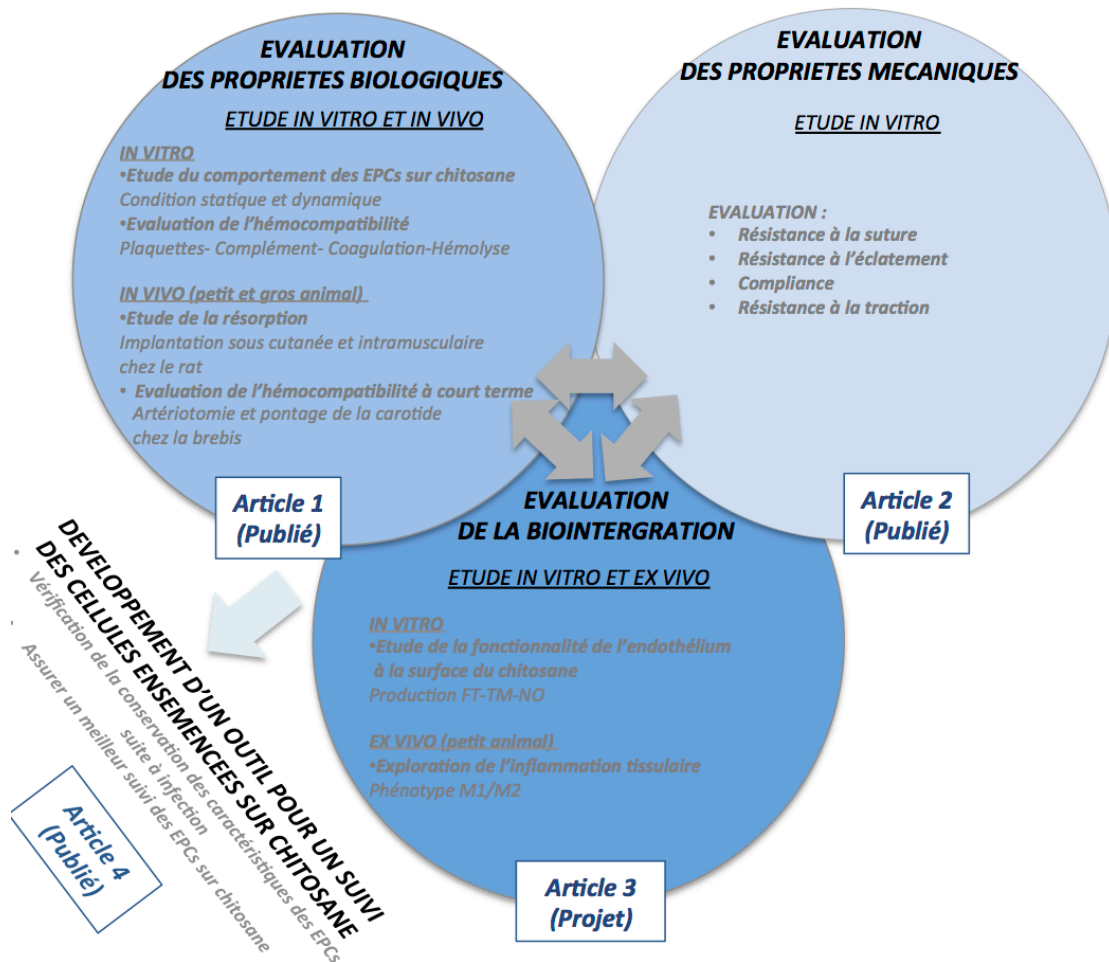 EVALUATION
DES PROPRIETES BIOLOGIQUES
ETUDE IN VITRO ET IN VIVO
IN VITRO
•Etude du comportement des EPCs sur chitosane
Condition statique et dynamique
•Evaluation de l'hémocompatibilité
Plaquettes- Complément- Coagulation-Hémolyse
IN VIVO (petit et gros animal)
•Etude de la résorption
Implantation sous cutanée et intramusculaire
chez le rat
• Evaluation de l'hémocompatibilité à court terme
Artériotomie et pontage de la carotide
chez la brebis
Article 1
(Publié)
EVALUATION
DES PROPRIETES MECANIQUES
ETUDE IN VITRO
EVALUATION :
• Résistance à la suture
• Résistance à l'éclatement
• Compliance
• Résistance à la traction
Article 2
(Publié)
EVALUATION
DE LA BIOINTERGRATION
ETUDE IN VITRO ET EX VIVO
IN VITRO
•Etude de la fonctionnalité de l'endothélium
à la surface du chitosane
Production FT-TM-NO
EX VIVO (petit animal)
•Exploration de l'inflammation tissulaire
Phénotype M1/M2
Article 3
(Projet)
DEVELOPPEMENT D'UN OUTIL POUR UN SUIVI
DES CELLULES ENSEMENCEES SUR CHITOSANE
• Vérification de la conservation des caractéristiques des EPCs
suite à infection
• Assurer un meilleur suivi des EPCs sur chitosane
Article 4
(Publié)